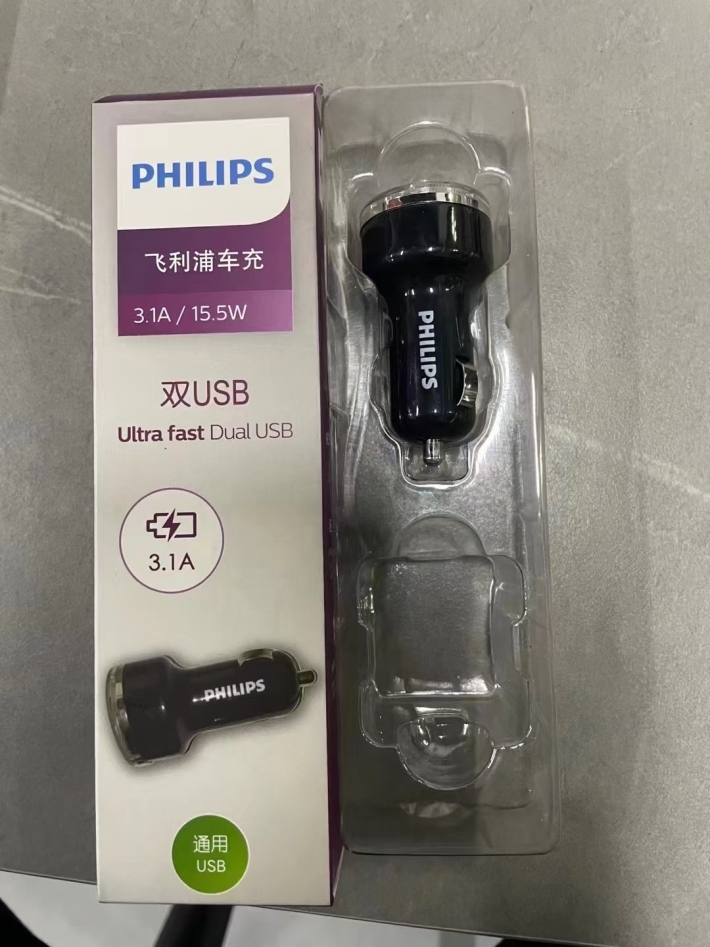 PHILIPS
飞利浦车充
3.1A / 15.5W
双USB
Ultra fast Dual USB
3.1A
PHILIPS
通用
USB
PHILIPS